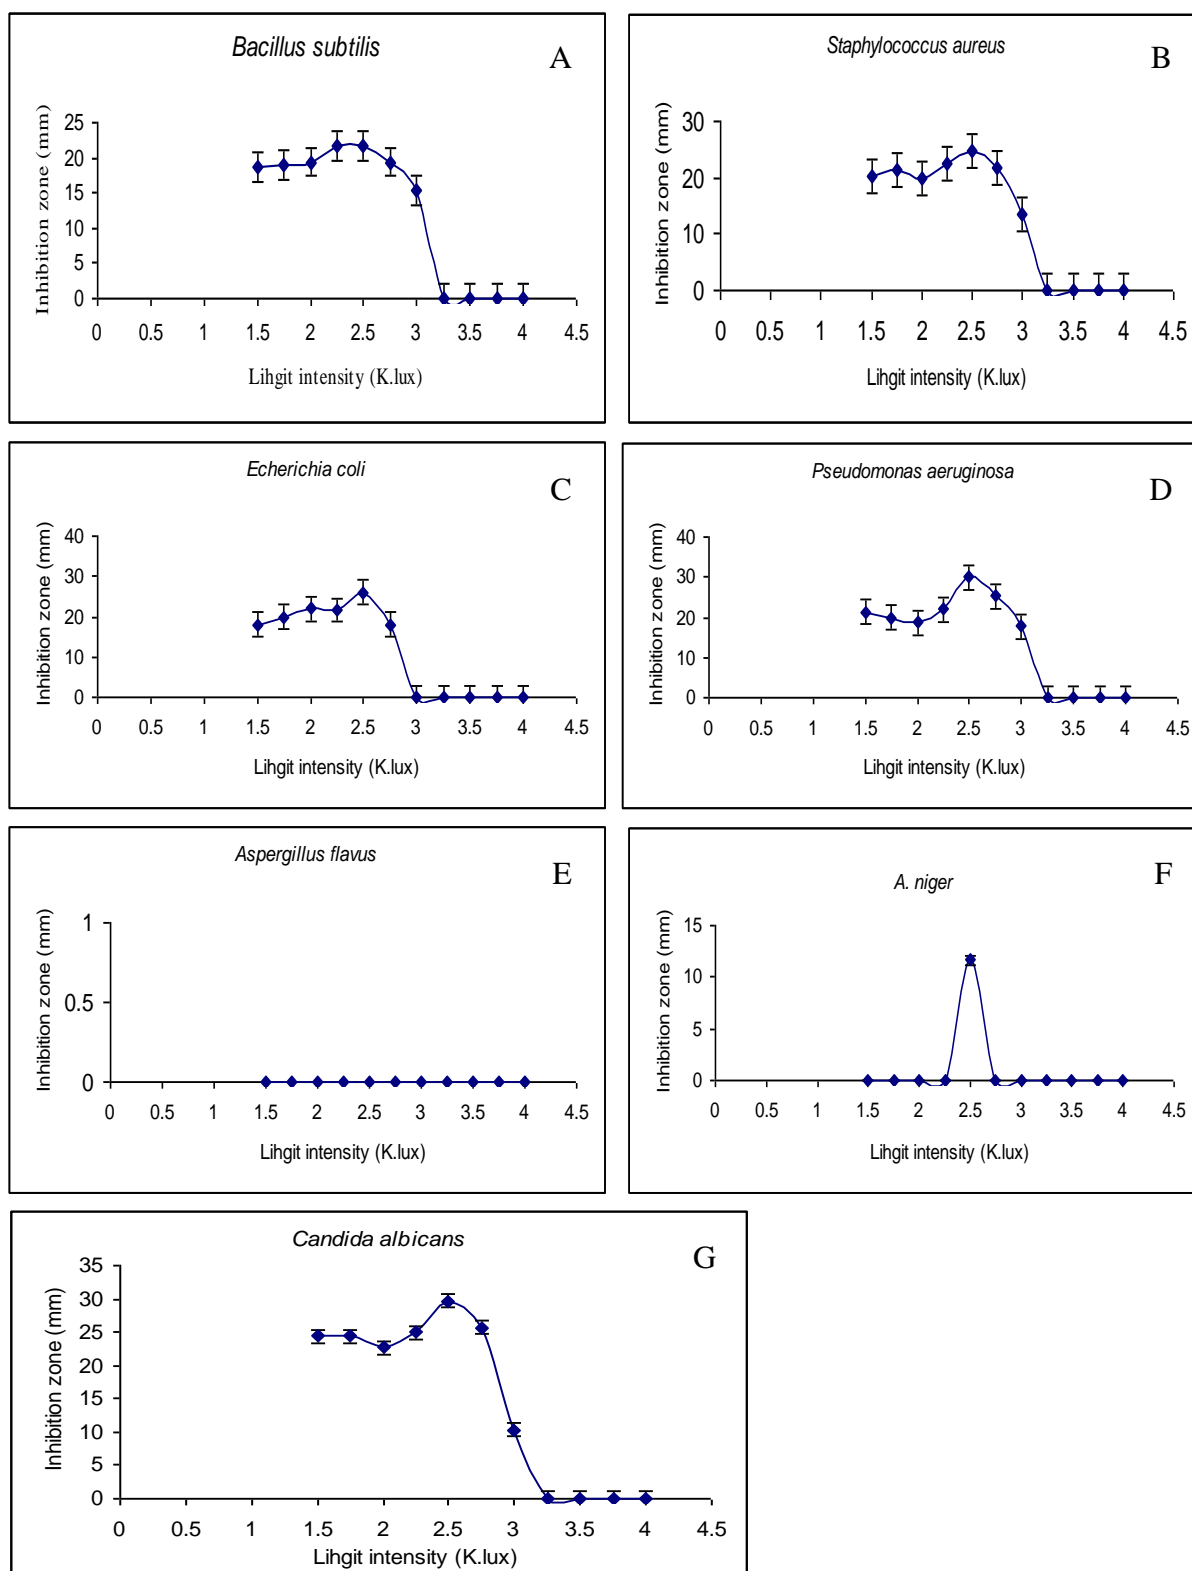 Bacillus subtilis
A
Inhibition zone (mm)
25
20
15
10
5
0
0 0.5 1 1.5 2 2.5 3 3.5 4 4.5
Lihgit intensity (K.lux)
Staphylococcus aureus
B
Inhibition zone (mm)
30
20
10
0
0 0.5 1 1.5 2 2.5 3 3.5 4 4.5
Lihgit intensity (K.lux)
Echerichia coli
C
Inhibition zone (mm)
40
30
20
10
0
0 0.5 1 1.5 2 2.5 3 3.5 4 4.5
Lihgit intensity (K.lux)
Pseudomonas aeruginosa
D
Inhibition zone (mm)
40
30
20
10
0
0 0.5 1 1.5 2 2.5 3 3.5 4 4.5
Lihgit intensity (K.lux)
Aspergillus flavus
E
Inhibition zone (mm)
1
0.5
0
0 0.5 1 1.5 2 2.5 3 3.5 4 4.5
Lihgit intensity (K.lux)
A. niger
F
Inhibition zone (mm)
15
10
5
0
0 0.5 1 1.5 2 2.5 3 3.5 4 4.5
Lihgit intensity (K.lux)
Candida albicans
G
Inhibition zone (mm)
35
30
25
20
15
10
5
0
0 0.5 1 1.5 2 2.5 3 3.5 4 4.5
Lihgit intensity (K.lux)